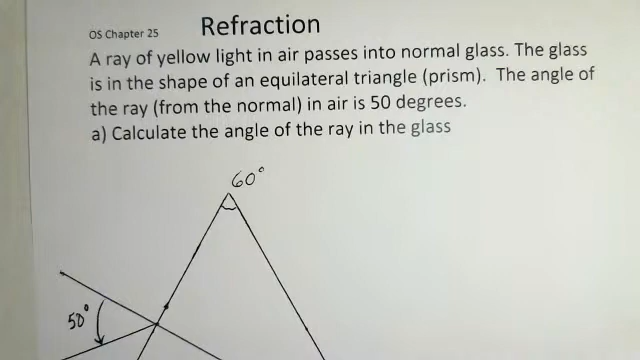 OS Chapter 25 Refraction
A ray of yellow light in air passes into normal glass. The glass
is in the shape of an equilateral triangle (prism). The angle of
the ray (from the normal) in air is 50 degrees.
a) Calculate the angle of the ray in the glass
60°
50°